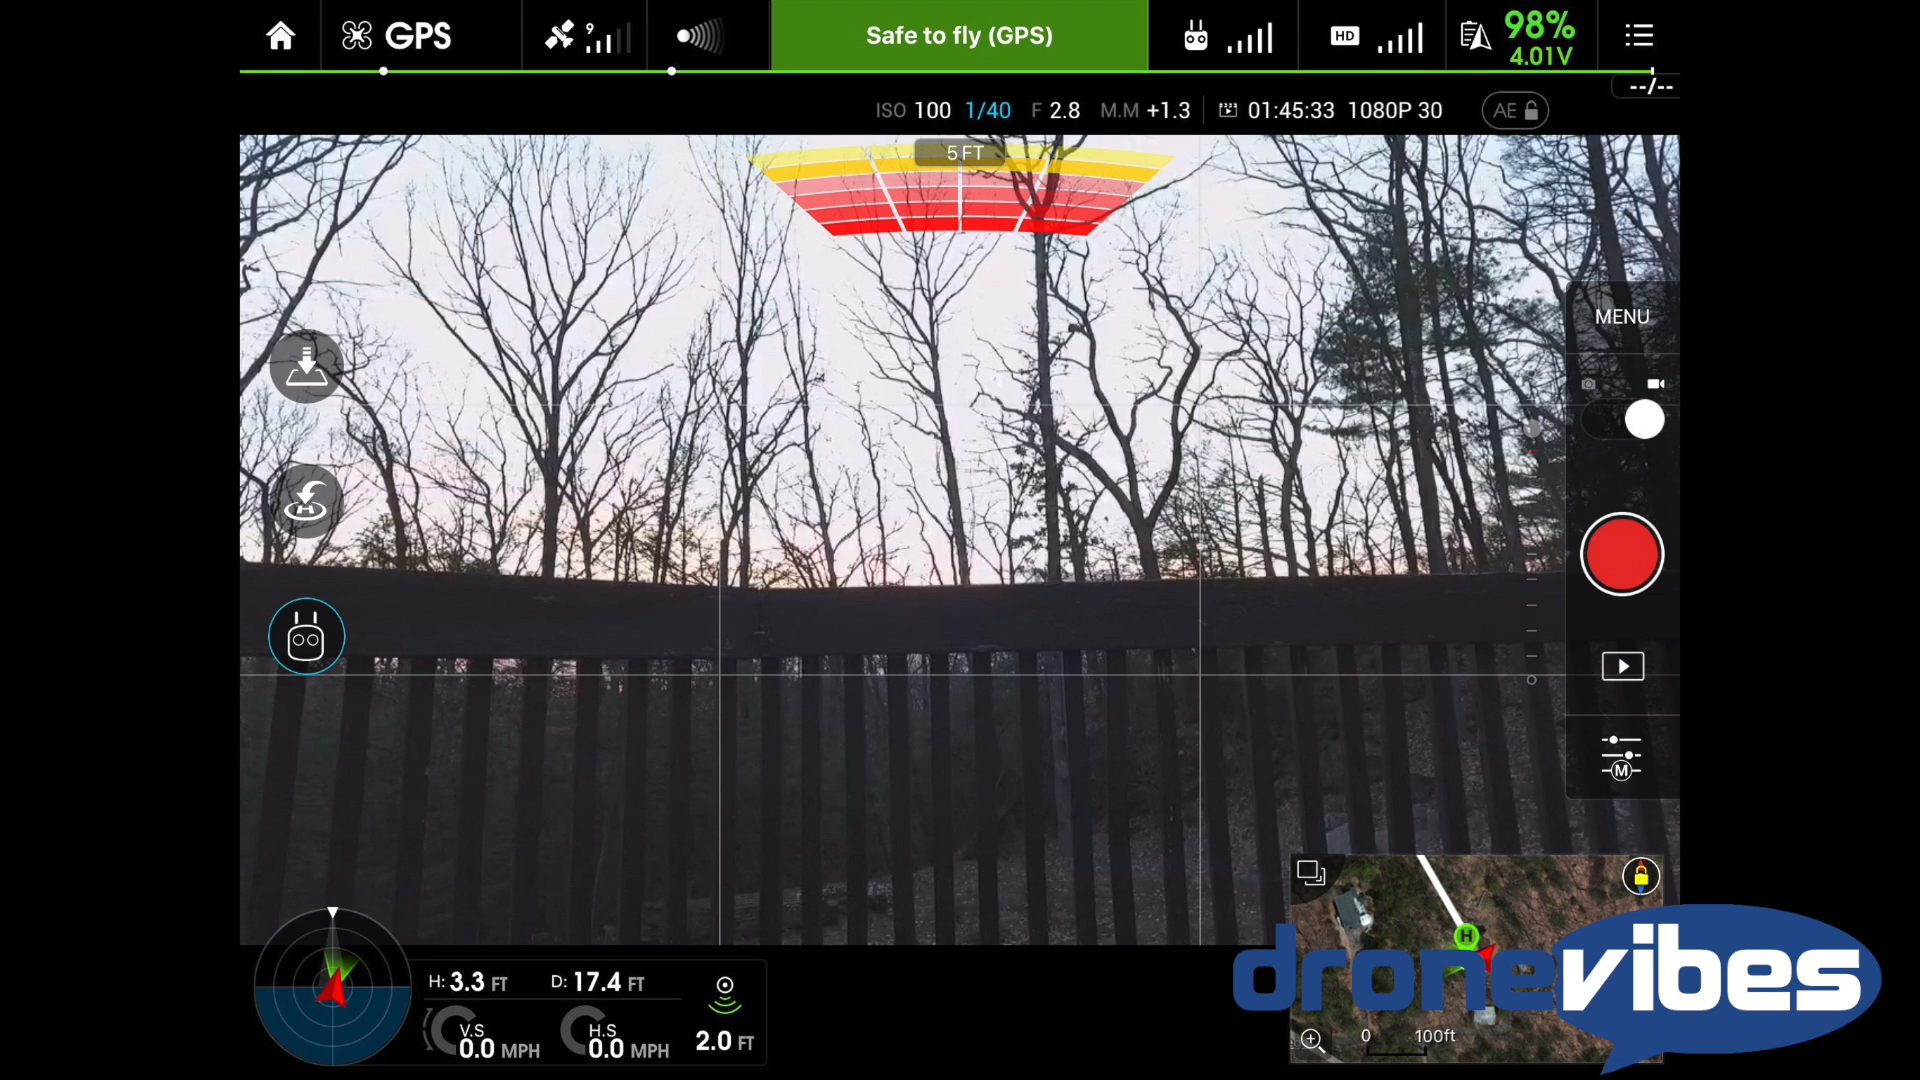 GPS
9
Safe to fly (GPS)
HD
98%
4.01V
--/--
ISO 100 1/40 F 2.8 M.M +1.3 01:45:33 1080P 30 AE
5 FT
MENU
M
H
H: 3.3 FT D: 17.4 FT
V.S 0.0 MPH H.S 0.0 MPH
2.0 FT
0 100ft
dronevibes